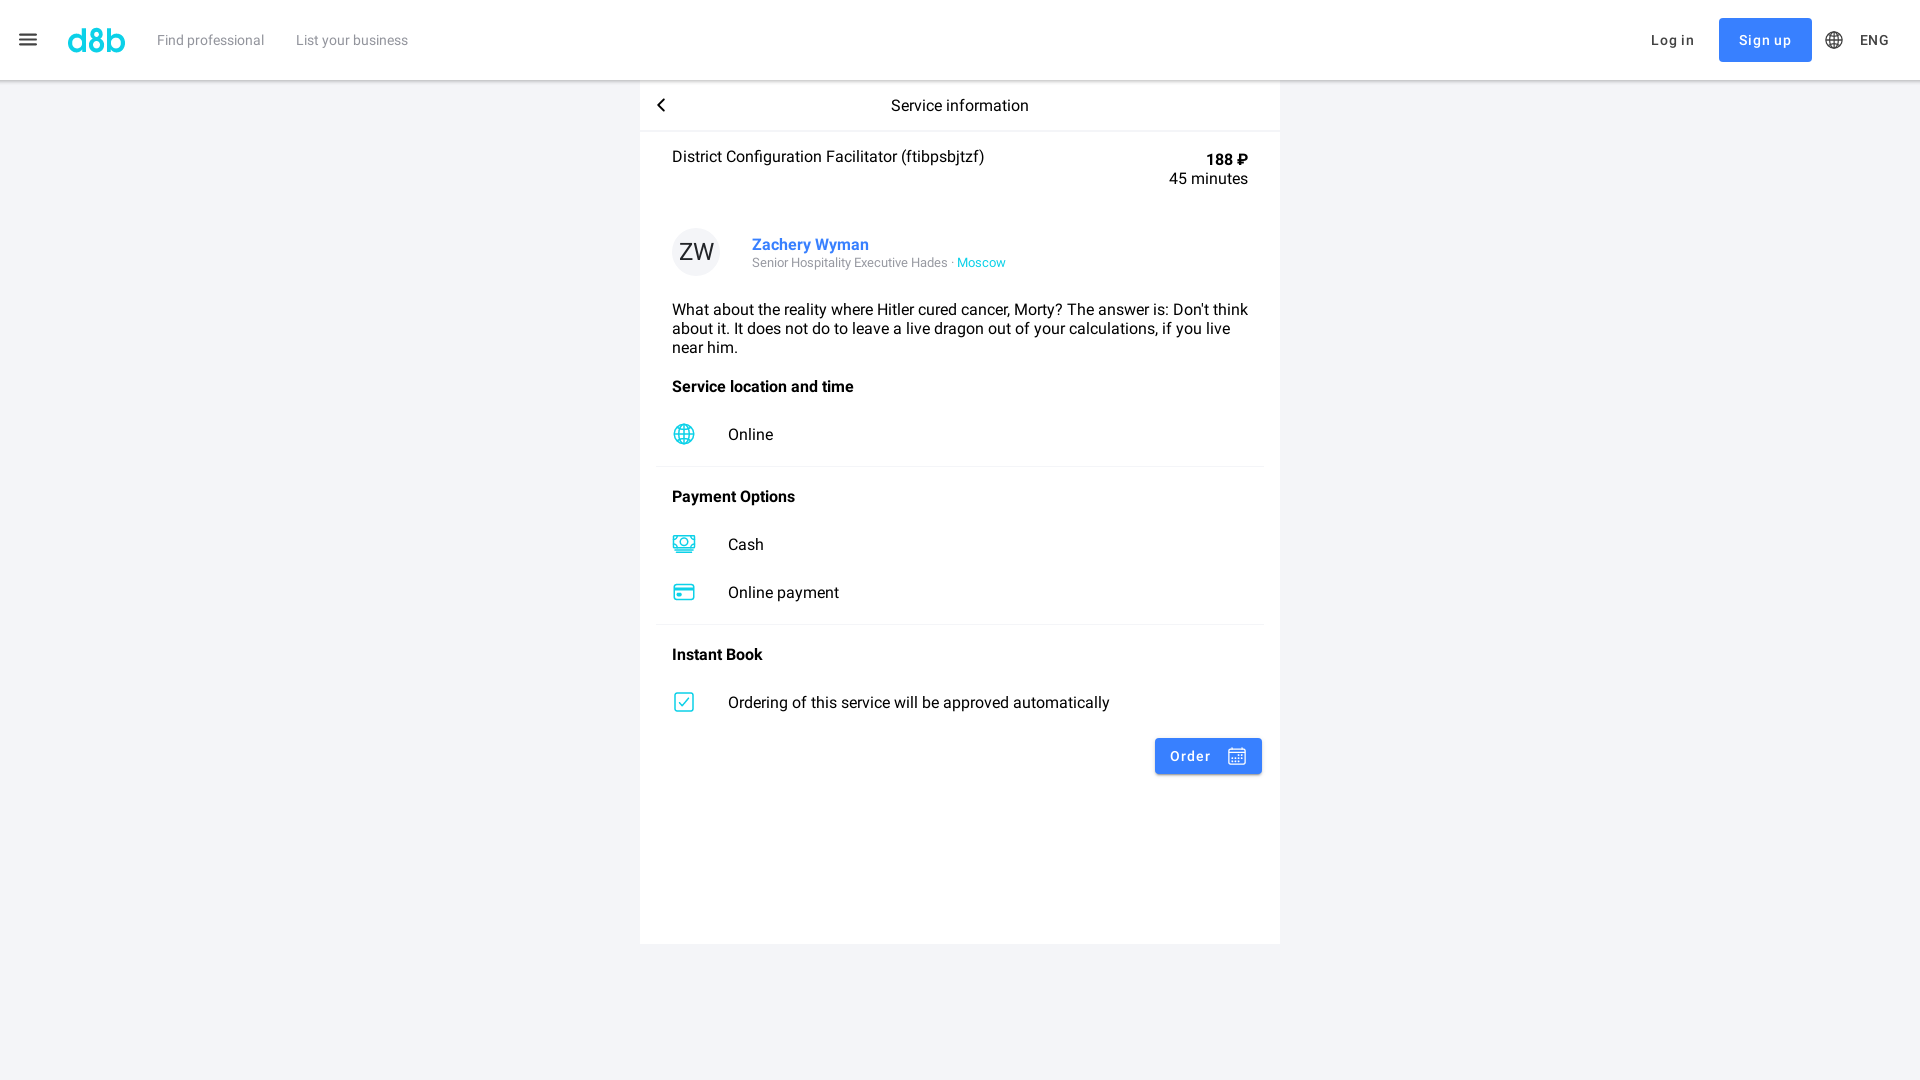 d8b
Find professional
List your business
Log in
Sign up
ENG
Service information
District Configuration Facilitator (ftibpsbjtzf)
188 ₽
45 minutes
ZW
Zachery Wyman
Senior Hospitality Executive Hades · Moscow
What about the reality where Hitler cured cancer, Morty? The answer is: Don't think
about it. It does not do to leave a live dragon out of your calculations, if you live
near him.
Service location and time
Online
Payment Options
Cash
Online payment
Instant Book
Ordering of this service will be approved automatically
Order